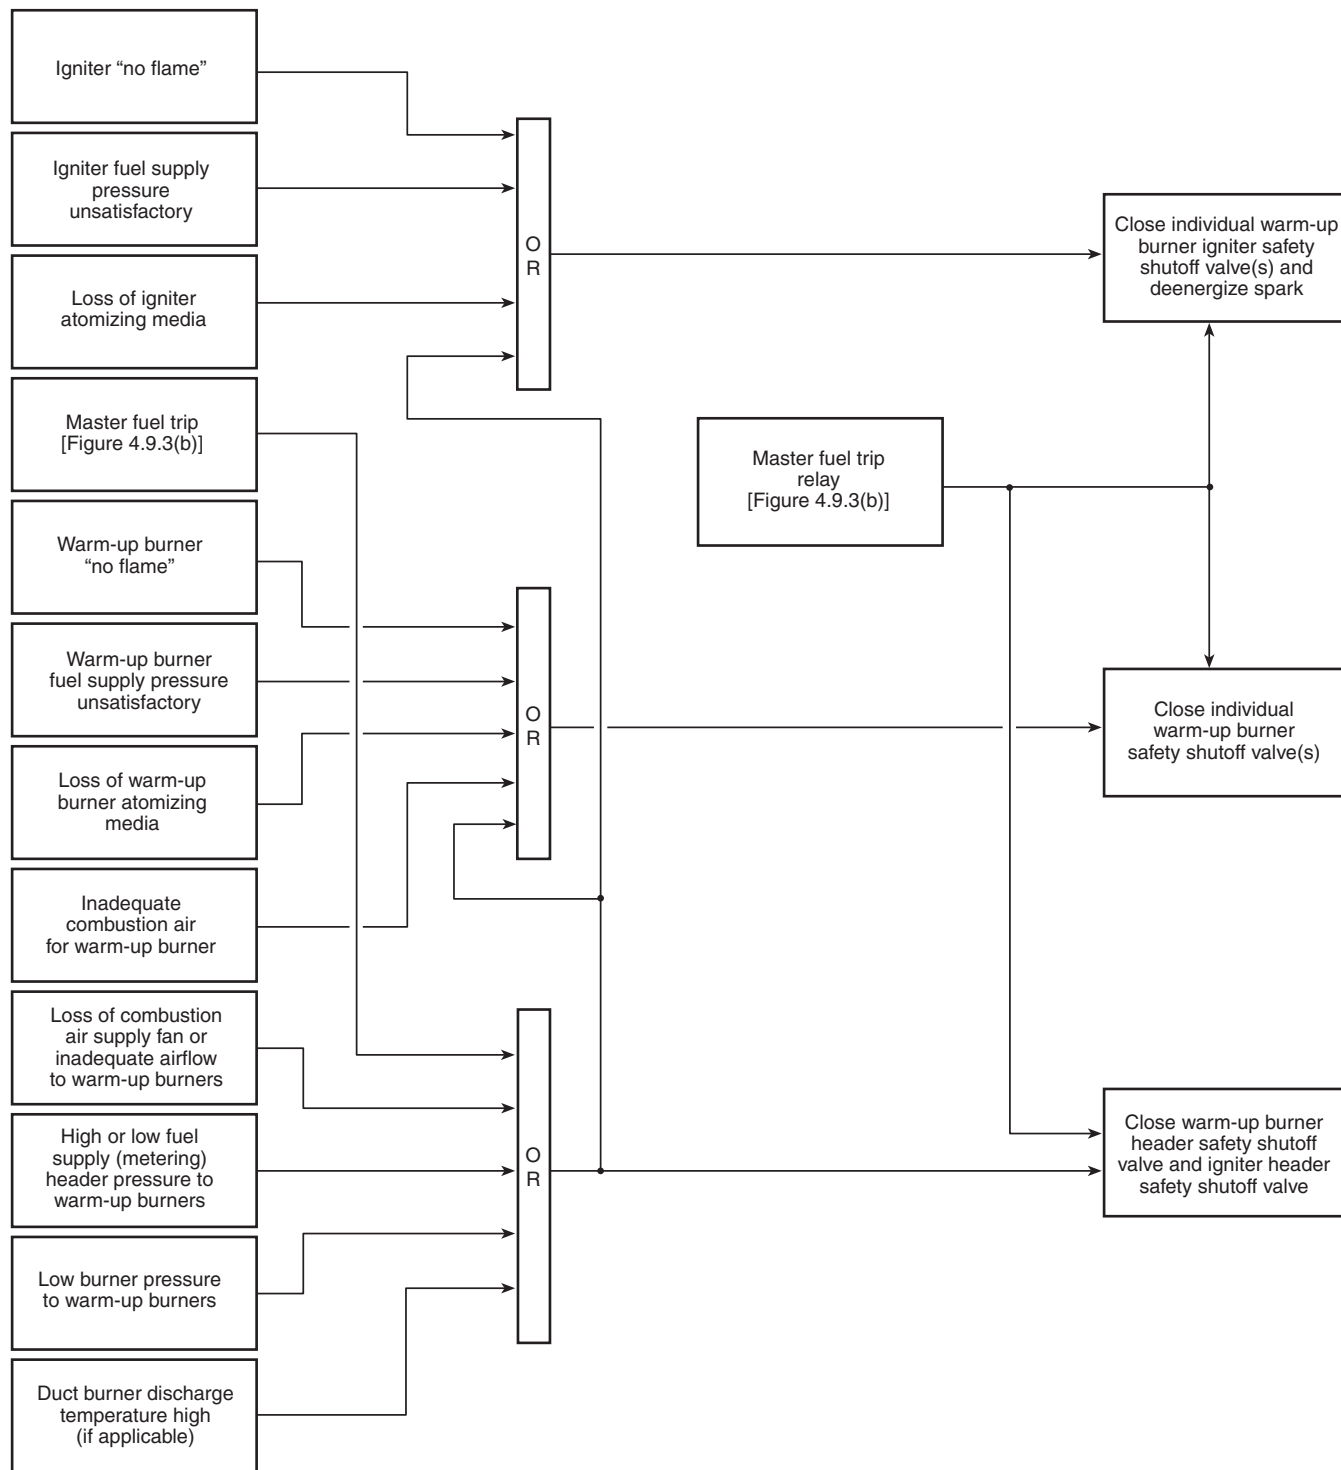 Igniter “no flame”
Igniter fuel supply
pressure
unsatisfactory
Loss of igniter
atomizing media
Master fuel trip
[Figure 4.9.3(b)]
Warm-up burner
“no flame”
Warm-up burner
fuel supply pressure
unsatisfactory
Loss of warm-up
burner atomizing
media
Inadequate
combustion air
for warm-up burner
Loss of combustion
air supply fan or
inadequate airflow
to warm-up burners
High or low fuel
supply (metering)
header pressure to
warm-up burners
Low burner pressure
to warm-up burners
Duct burner discharge
temperature high
(if applicable)
O
R
O
R
O
R
Master fuel trip
relay
[Figure 4.9.3(b)]
Close individual warm-up
burner igniter safety
shutoff valve(s) and
deenergize spark
Close individual
warm-up burner
safety shutoff valve(s)
Close warm-up burner
header safety shutoff
valve and igniter header
safety shutoff valve